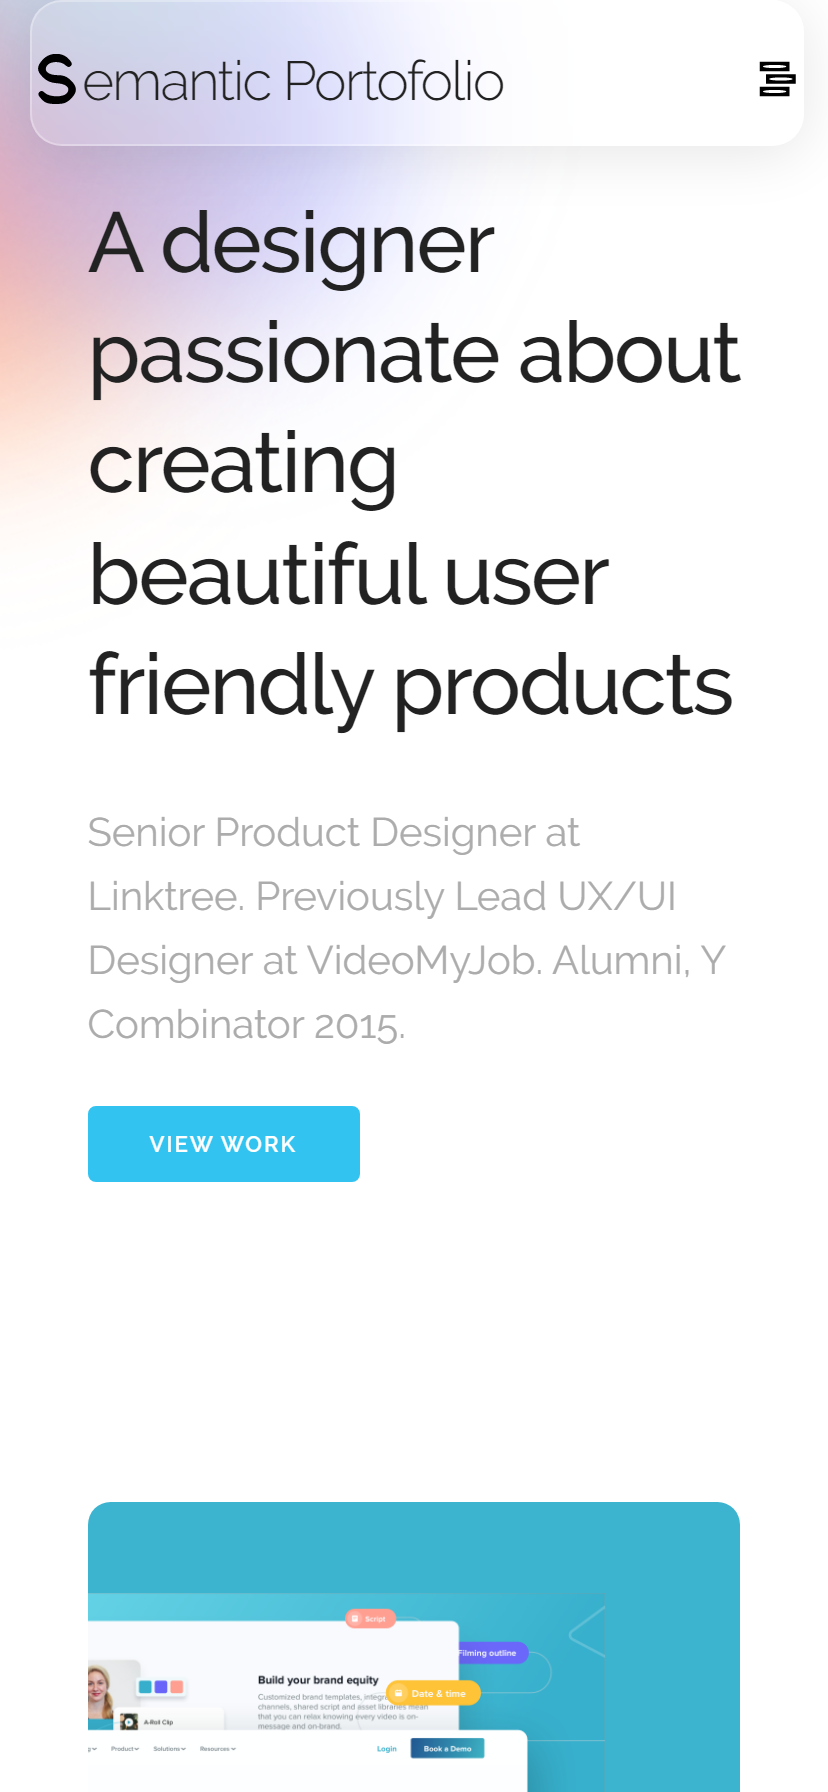 Semantic Portofolio
A designer
passionate about
creating
beautiful user
friendly products
Senior Product Designer at
Linktree. Previously Lead UX/UI
Designer at VideoMyJob. Alumni, Y
Combinator 2015.
VIEW WORK
Script
Filming outline
Build your brand equity
Date & time
Customized brand templates,
channels, shared script and asset libraries mean
that you can relax knowing every video is on-
message and on-brand.
A-Roll Clip
Product
Solutions
Resources
Login
Book a Demo